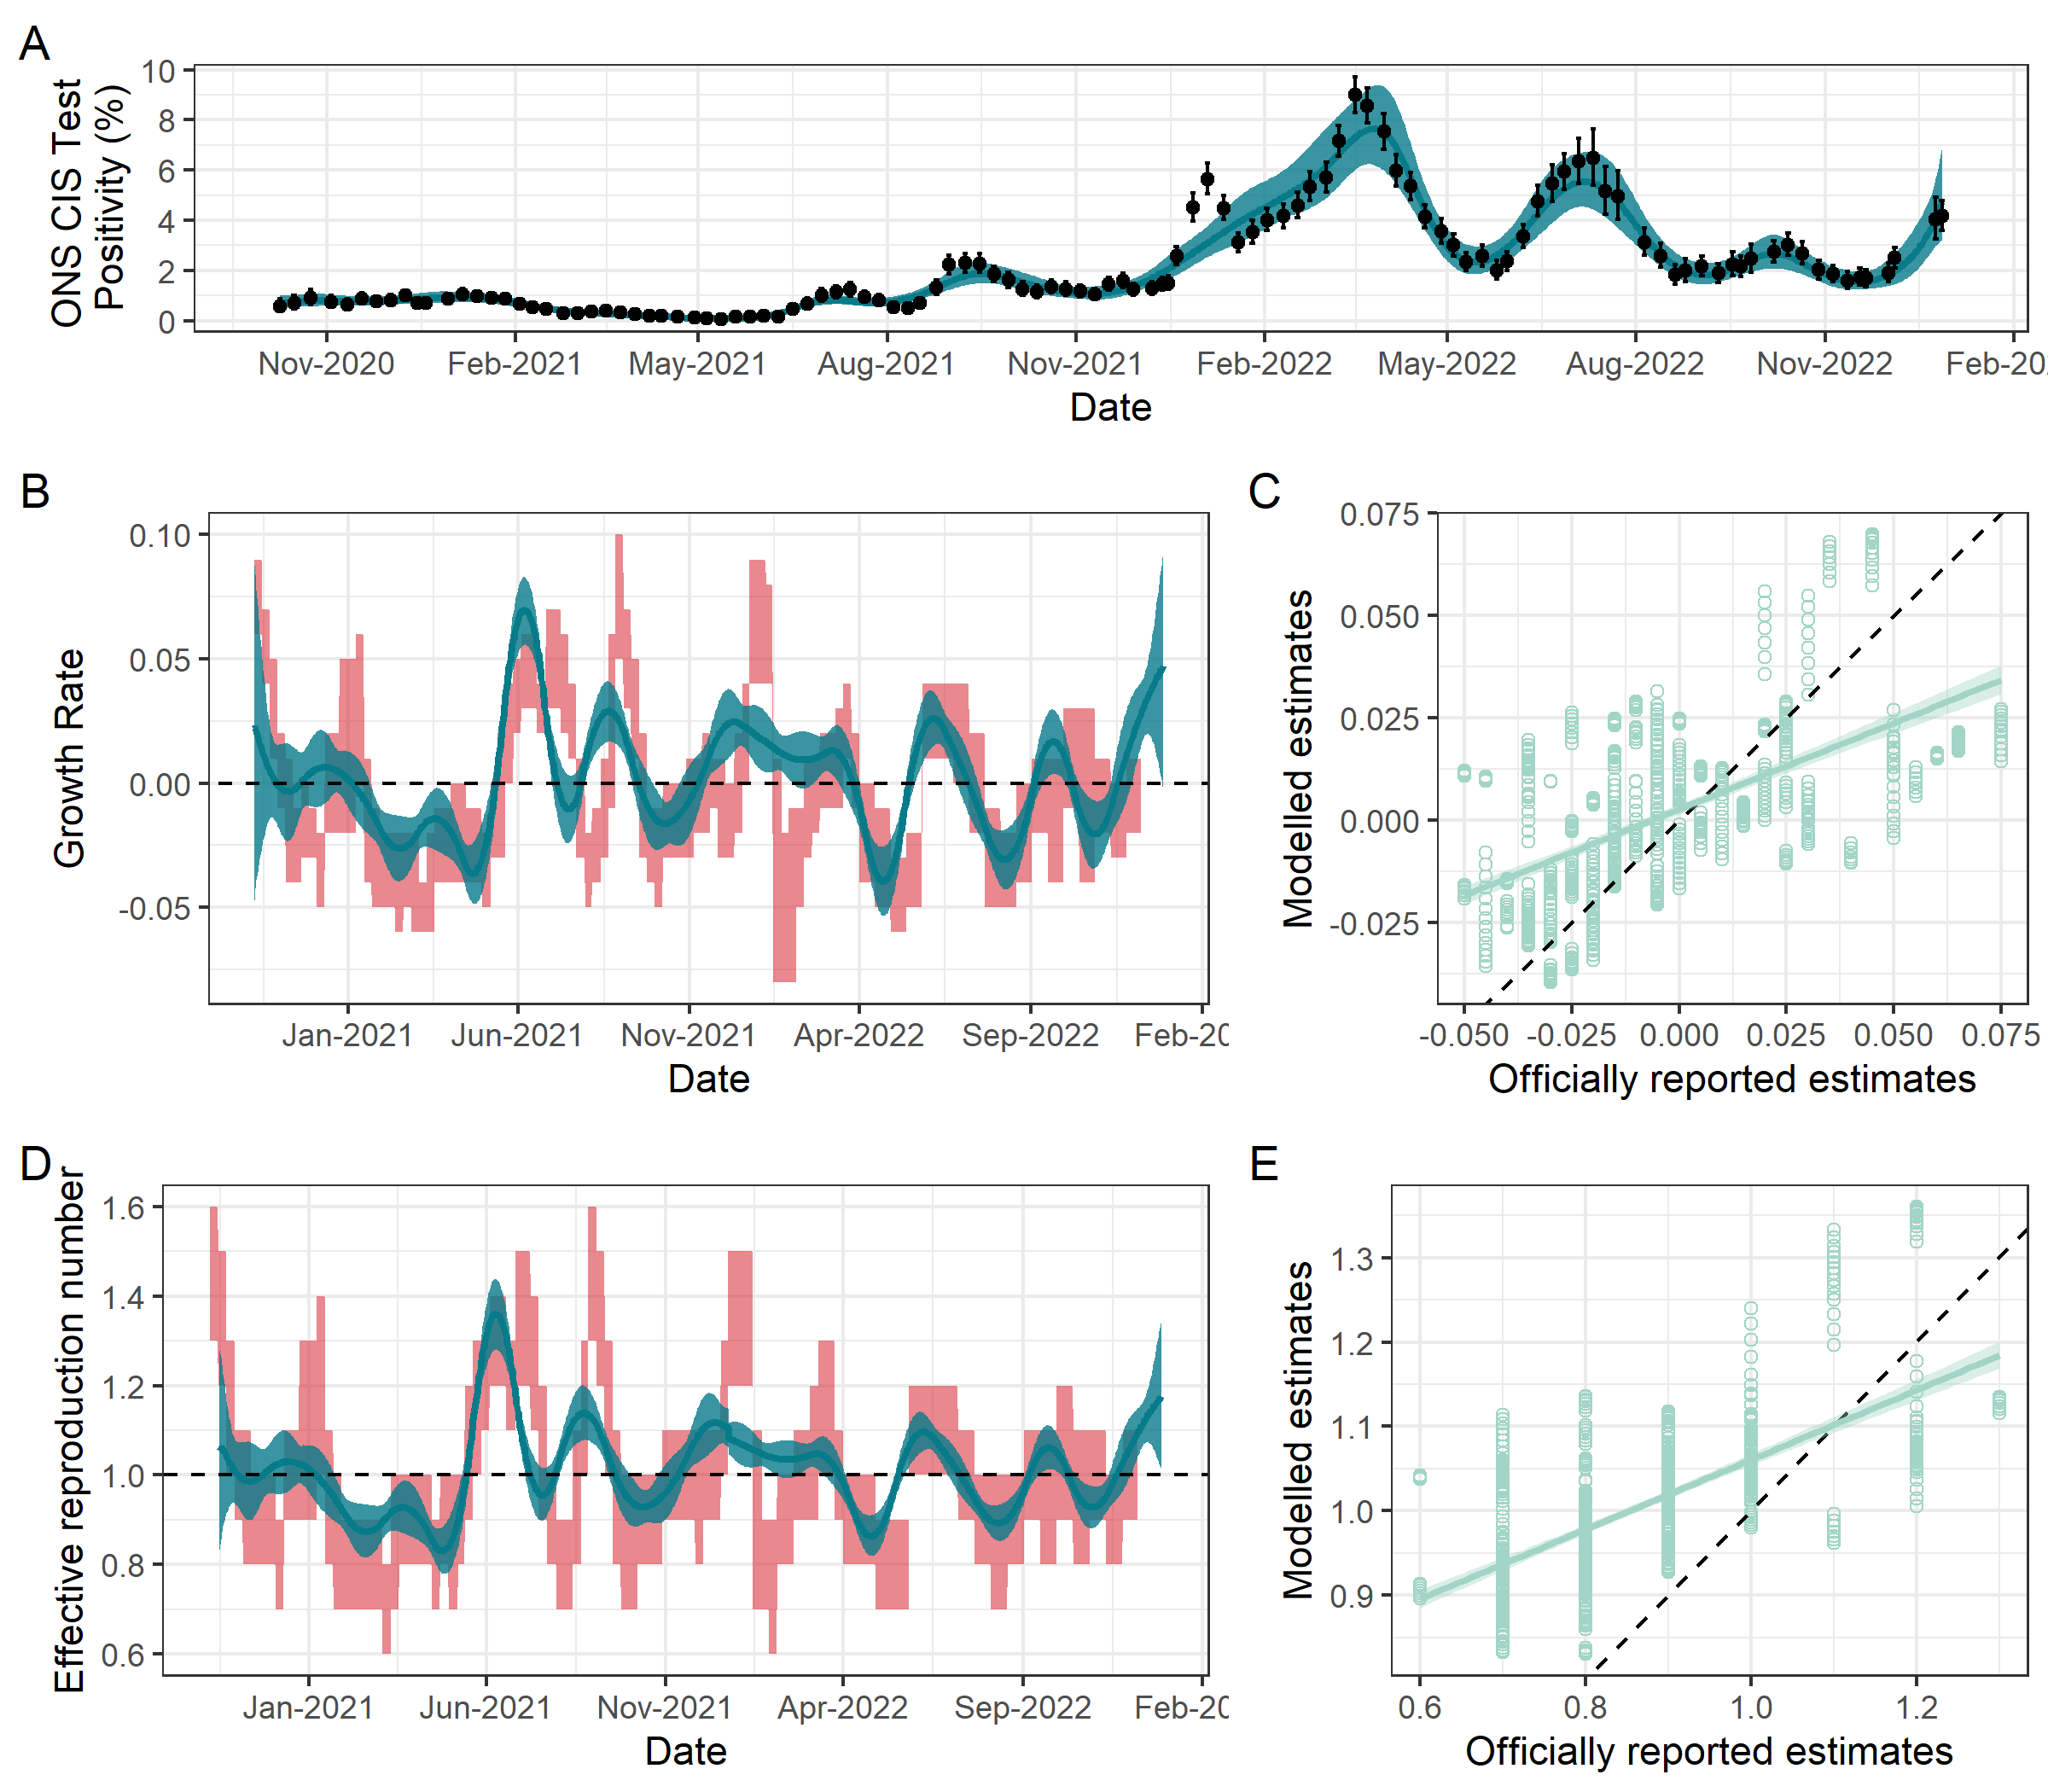 A
ONS CIS Test
Positivity (%)
10
8
6
4
2
0
Nov-2020 Feb-2021 May-2021 Aug-2021 Nov-2021 Feb-2022 May-2022 Aug-2022 Nov-2022 Feb-20
Date
B
Growth Rate
0.10
0.05
0.00
-0.05
Jan-2021 Jun-2021 Nov-2021 Apr-2022 Sep-2022 Feb-20
Date
C
Modelled estimates
0.075
0.050
0.025
0.000
-0.025
-0.050 -0.025 0.000 0.025 0.050 0.075
Officially reported estimates
D
Effective reproduction number
1.6
1.4
1.2
1.0
0.8
0.6
Jan-2021 Jun-2021 Nov-2021 Apr-2022 Sep-2022 Feb-20
Date
E
Modelled estimates
1.3
1.2
1.1
1.0
0.9
0.6 0.8 1.0 1.2
Officially reported estimates